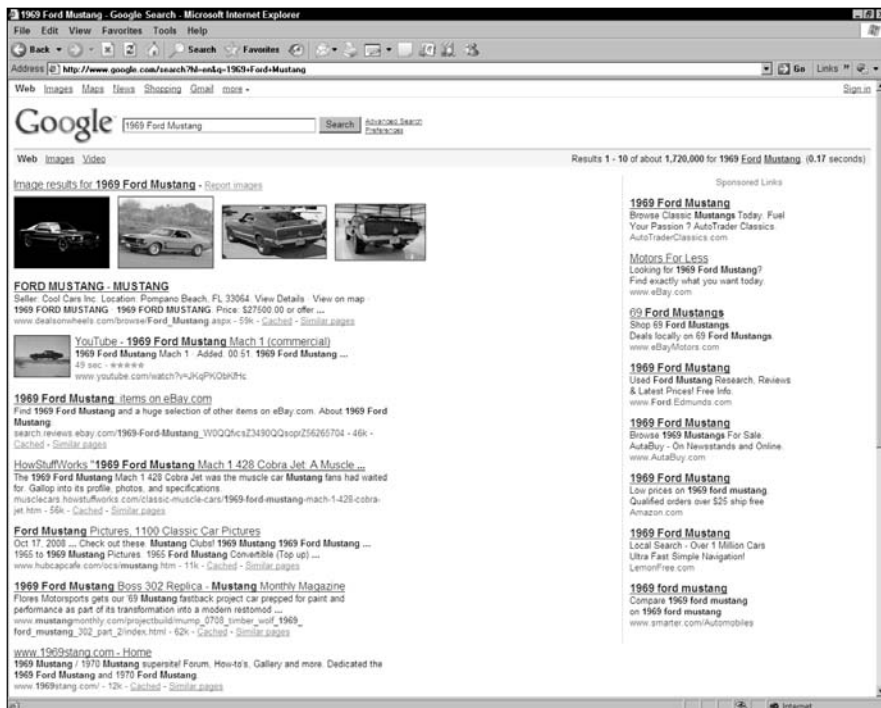 1969 Ford Mustang - Google Search - Microsoft Internet Explorer
File Edit View Favorites Tools Help
Back Search Favorites
Address http://www.google.com/search?hl=en&q=1969+Ford+Mustang Go Links »
Web Images Maps News Shopping Gmail more Sign in
Google 1969 Ford Mustang Search Advanced Search
Preferences
Web Images Video Results 1 - 10 of about 1,720,000 for 1969 Ford Mustang. (0.17 seconds)
Image results for 1969 Ford Mustang - Report images
FORD MUSTANG - MUSTANG
Seller: Cool Cars Inc. Location: Pompano Beach, FL 33064. View Details · View on map ·
1969 FORD MUSTANG · 1969 FORD MUSTANG. Price: $27500.00 or offer ...
www.dealsonwheels.com/browse/Ford_Mustang.aspx - 59k - Cached - Similar pages
YouTube - 1969 Ford Mustang Mach 1 (commercial)
1969 Ford Mustang Mach 1 · Added. 00:51. 1969 Ford Mustang ...
49 sec - ★★★★★
www.youtube.com/watch?v=JKqPKObKfHc
1969 Ford Mustang: items on eBay.com
Find 1969 Ford Mustang and a huge selection of other items on eBay.com. About 1969 Ford
Mustang.
search.reviews.ebay.com/1969-Ford-Mustang_W0QQficsZ3490QQsoprZ56265704 - 46k -
Cached - Similar pages
HowStuffWorks "1969 Ford Mustang Mach 1 428 Cobra Jet: A Muscle ...
The 1969 Ford Mustang Mach 1 428 Cobra Jet was the muscle car Mustang fans had waited
for. Gallop into its profile, photos, and specifications.
musclecars.howstuffworks.com/classic-muscle-cars/1969-ford-mustang-mach-1-428-cobra-
jet.htm - 56k - Cached - Similar pages
Ford Mustang Pictures, 1100 Classic Car Pictures
Oct 17, 2008 ... Check out these. Mustang Clubs! 1969 Mustang 1969 Ford Mustang ...
1965 to 1969 Mustang Pictures. 1965 Ford Mustang Convertible (Top up) ...
www.hubcapcafe.com/ocs/mustang.htm - 11k - Cached - Similar pages
1969 Ford Mustang Boss 302 Replica - Mustang Monthly Magazine
Flores Motorsports gets our '69 Mustang fastback project car prepped for paint and
performance as part of its transformation into a modern restomod ...
www.mustangmonthly.com/projectbuild/mump_0708_timber_wolf_1969_
ford_mustang_302_part_2/index.html - 62k - Cached - Similar pages
www.1969stang.com - Home
1969 Mustang / 1970 Mustang supersite! Forum, How-to's, Gallery and more. Dedicated the
1969 Ford Mustang and 1970 Ford Mustang.
www.1969stang.com/ - 12k - Cached - Similar pages
Sponsored Links
1969 Ford Mustang
Browse Classic Mustangs Today. Fuel
Your Passion ? AutoTrader Classics
AutoTraderClassics.com
Motors For Less
Looking for 1969 Ford Mustang?
Find exactly what you want today.
www.eBay.com
69 Ford Mustangs
Shop 69 Ford Mustangs
Deals locally on 69 Ford Mustangs.
www.eBayMotors.com
1969 Ford Mustang
Used Ford Mustang Research, Reviews
& Latest Prices! Free Info.
www.Ford.Edmunds.com
1969 Ford Mustang
Browse 1969 Mustangs For Sale.
AutaBuy - On Newsstands and Online.
www.AutaBuy.com
1969 Ford Mustang
Low prices on 1969 ford mustang.
Qualified orders over $25 ship free
Amazon.com
1969 Ford Mustang
Local Search - Over 1 Million Cars
Ultra Fast Simple Navigation!
LemonFree.com
1969 ford mustang
Compare 1969 ford mustang
on 1969 ford mustang
www.smarter.com/Automobiles
Internet